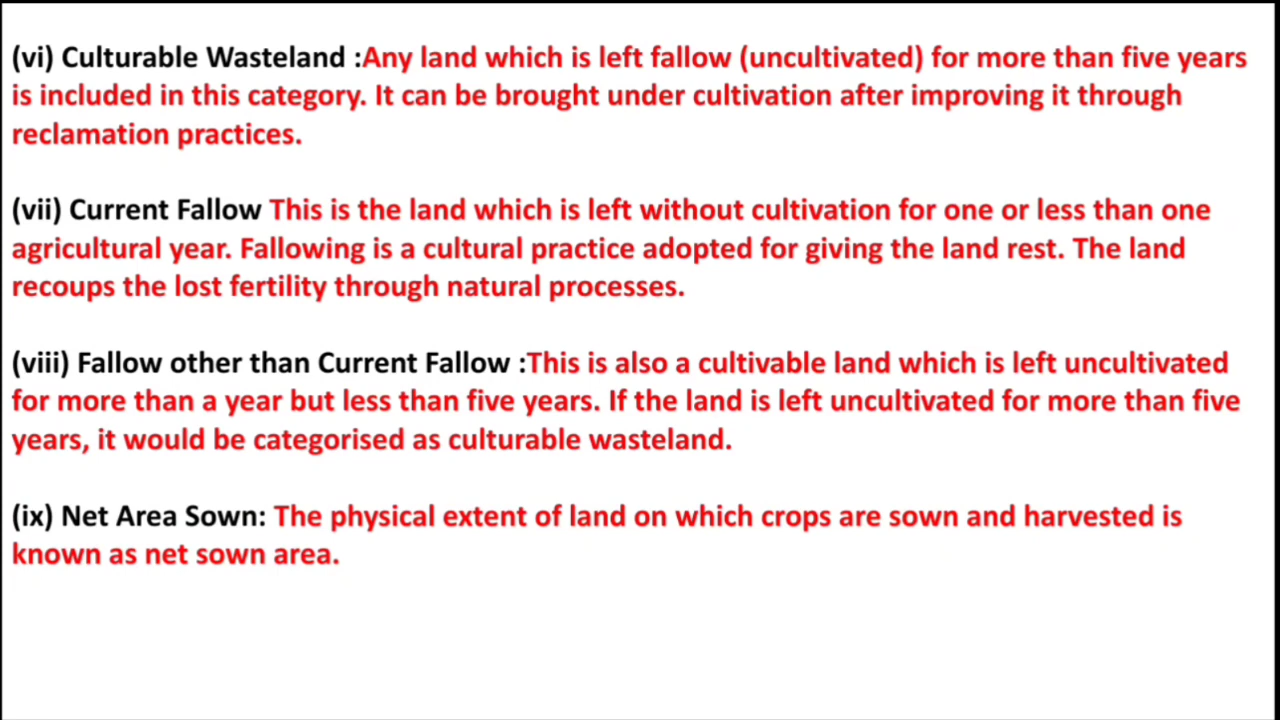 (vi) Culturable Wasteland :Any land which is left fallow (uncultivated) for more than five years
is included in this category. It can be brought under cultivation after improving it through
reclamation practices.
(vii) Current Fallow This is the land which is left without cultivation for one or less than one
agricultural year. Fallowing is a cultural practice adopted for giving the land rest. The land
recoups the lost fertility through natural processes.
(viii) Fallow other than Current Fallow :This is also a cultivable land which is left uncultivated
for more than a year but less than five years. If the land is left uncultivated for more than five
years, it would be categorised as culturable wasteland.
(ix) Net Area Sown: The physical extent of land on which crops are sown and harvested is
known as net sown area.